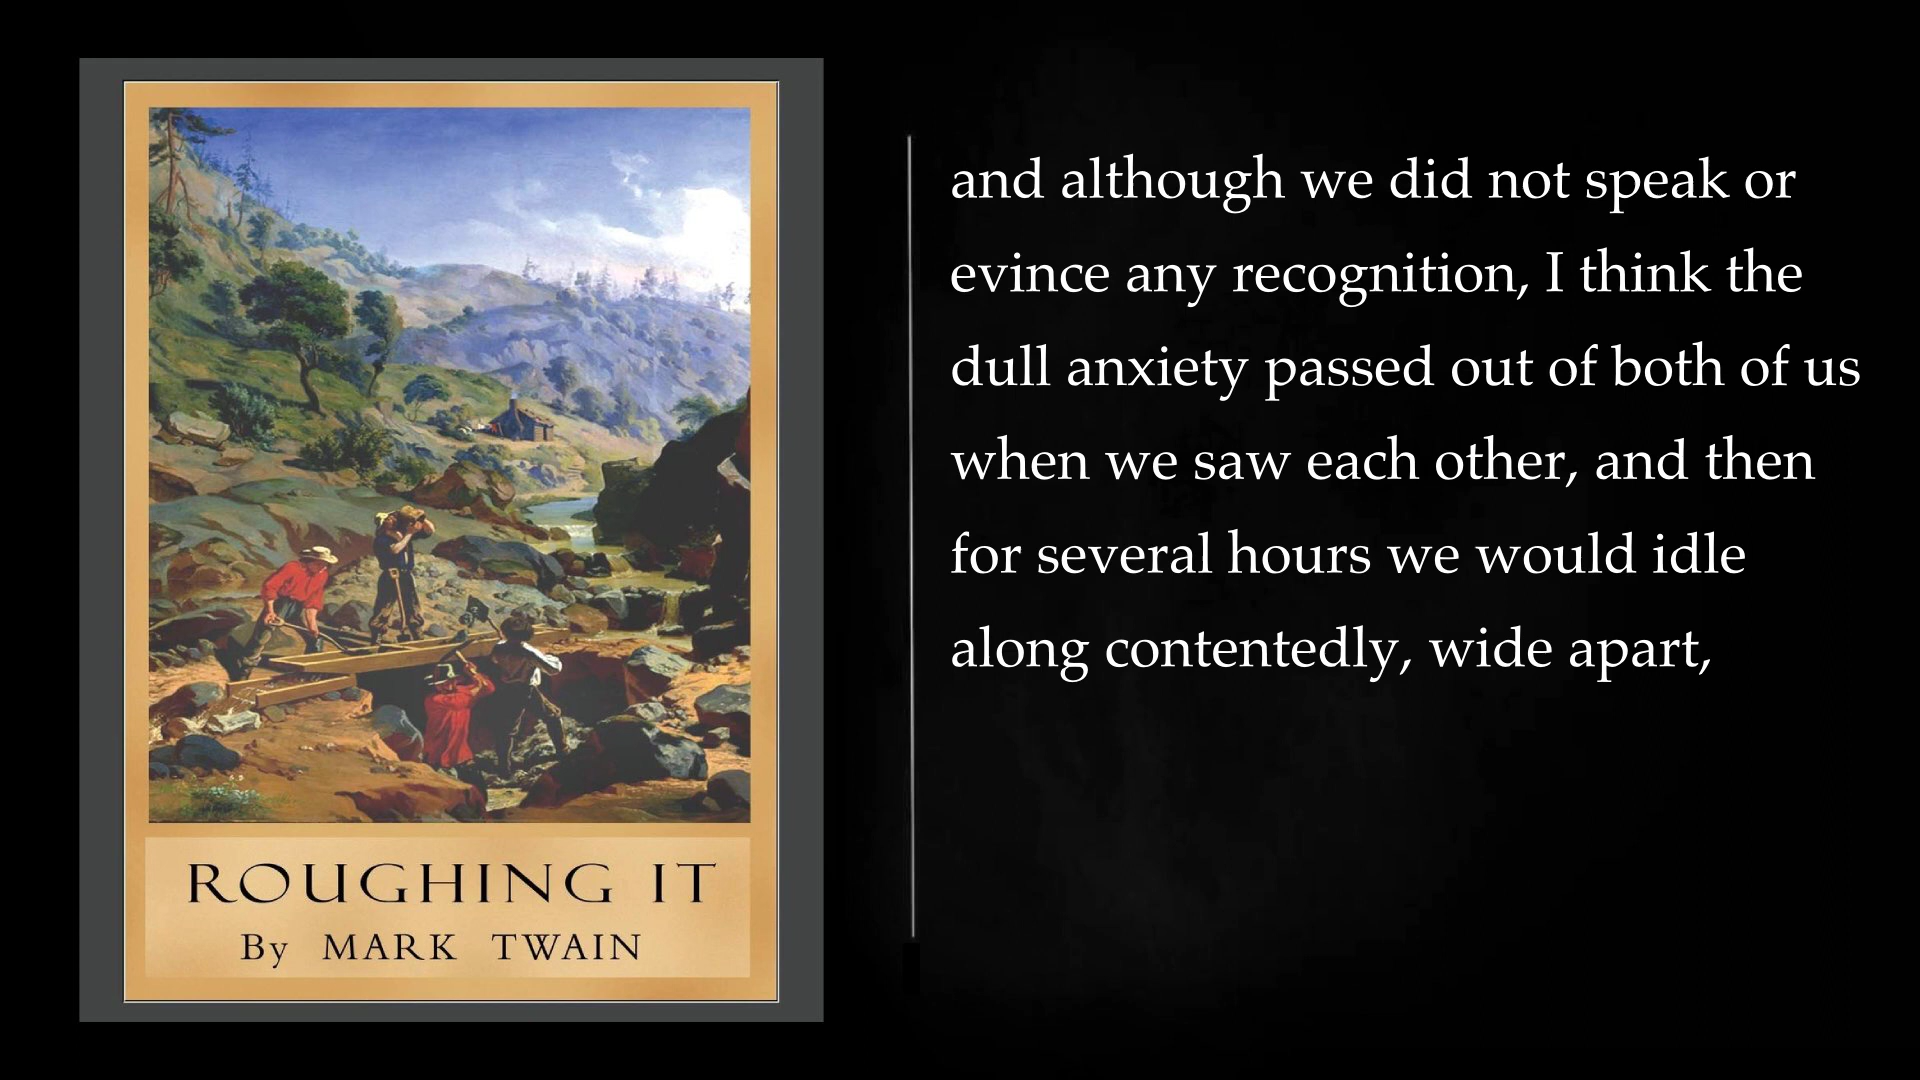 ROUGHING IT
By MARK TWAIN
and although we did not speak or
evince any recognition, I think the
dull anxiety passed out of both of us
when we saw each other, and then
for several hours we would idle
along contentedly, wide apart,